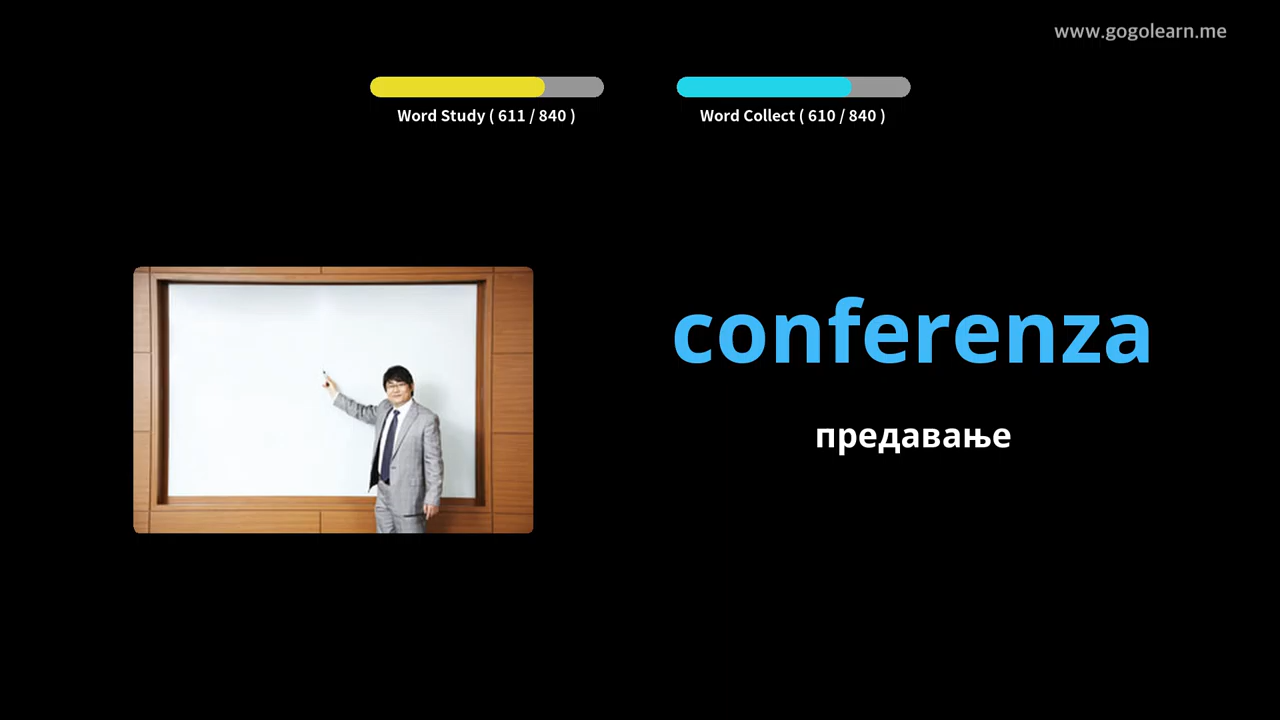 www.gogolearn.me
Word Study ( 611 / 840 )
Word Collect ( 610 / 840 )
conferenza
предавање